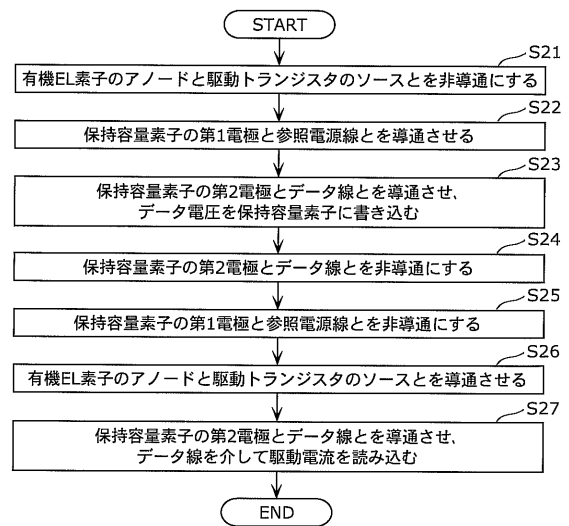 START
S21
有機EL素子のアノードと駆動トランジスタのソースとを非導通にする
S22
保持容量素子の第1電極と参照電源線とを導通させる
S23
保持容量素子の第2電極とデータ線とを導通させ、
データ電圧を保持容量素子に書き込む
S24
保持容量素子の第2電極とデータ線とを非導通にする
S25
保持容量素子の第1電極と参照電源線とを非導通にする
S26
有機EL素子のアノードと駆動トランジスタのソースとを導通させる
S27
保持容量素子の第2電極とデータ線とを導通させ、
データ線を介して駆動電流を読み込む
END